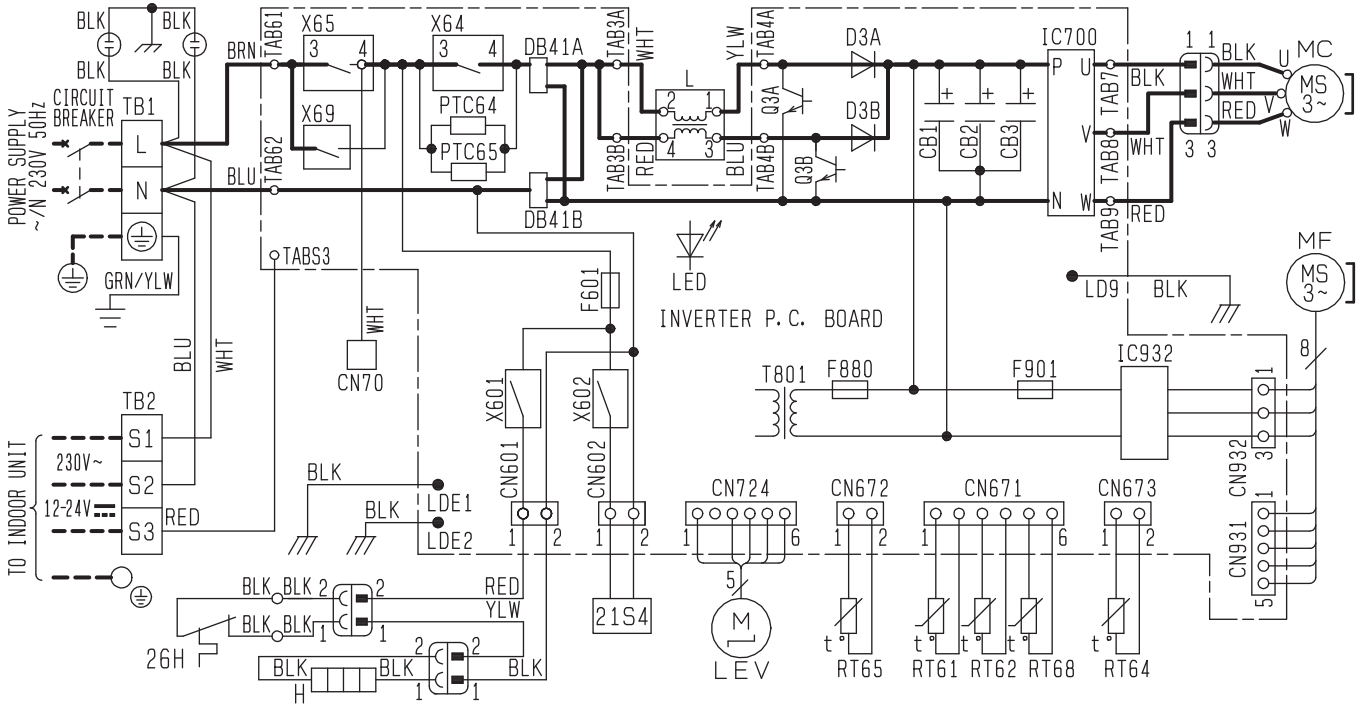 BLK BLK
BLK BLK
BRN
TAB61
X65
3 4
X64
3 4
DB41A
TAB3A
WHT
YLW
TAB4A
D3A
IC700
P U
TAB7
BLK
1 1
BLK
U
MC
MS
3~
WHT
V
RED
W
3 3
POWER SUPPLY
~/N 230V 50Hz
CIRCUIT
BREAKER
TB1
L
N
BLU
TAB62
X69
PTC64
PTC65
DB41B
TAB3B
RED
L
2 1
4 3
BLU
TAB4B
Q3A
D3B
Q3B
CB1
+
CB2
+
CB3
+
V
TAB8
WHT
N W
TAB9
RED
GRN/YLW
TABS3
LED
LD9 BLK
MF
MS
3~
8
INVERTER P.C. BOARD
BLU
WHT
WHT
CN70
F601
X601
X602
T801
F880
F901
IC932
1
3
CN932
TO INDOOR UNIT
TB2
S1
230V~
S2
12-24V
S3
RED
BLK
LDE1
BLK
LDE2
CN601
1 2
CN602
1 2
CN724
1 6
CN672
1 2
CN671
1 6
CN673
1 2
CN931
1
5
BLK BLK 2 2
BLK BLK 1 1
26H
RED
YLW
21S4
5
M
LEV
t°
RT65
t° t° t°
RT61 RT62 RT68
t°
RT64
BLK
H
BLK
2 2
1 1
BLK